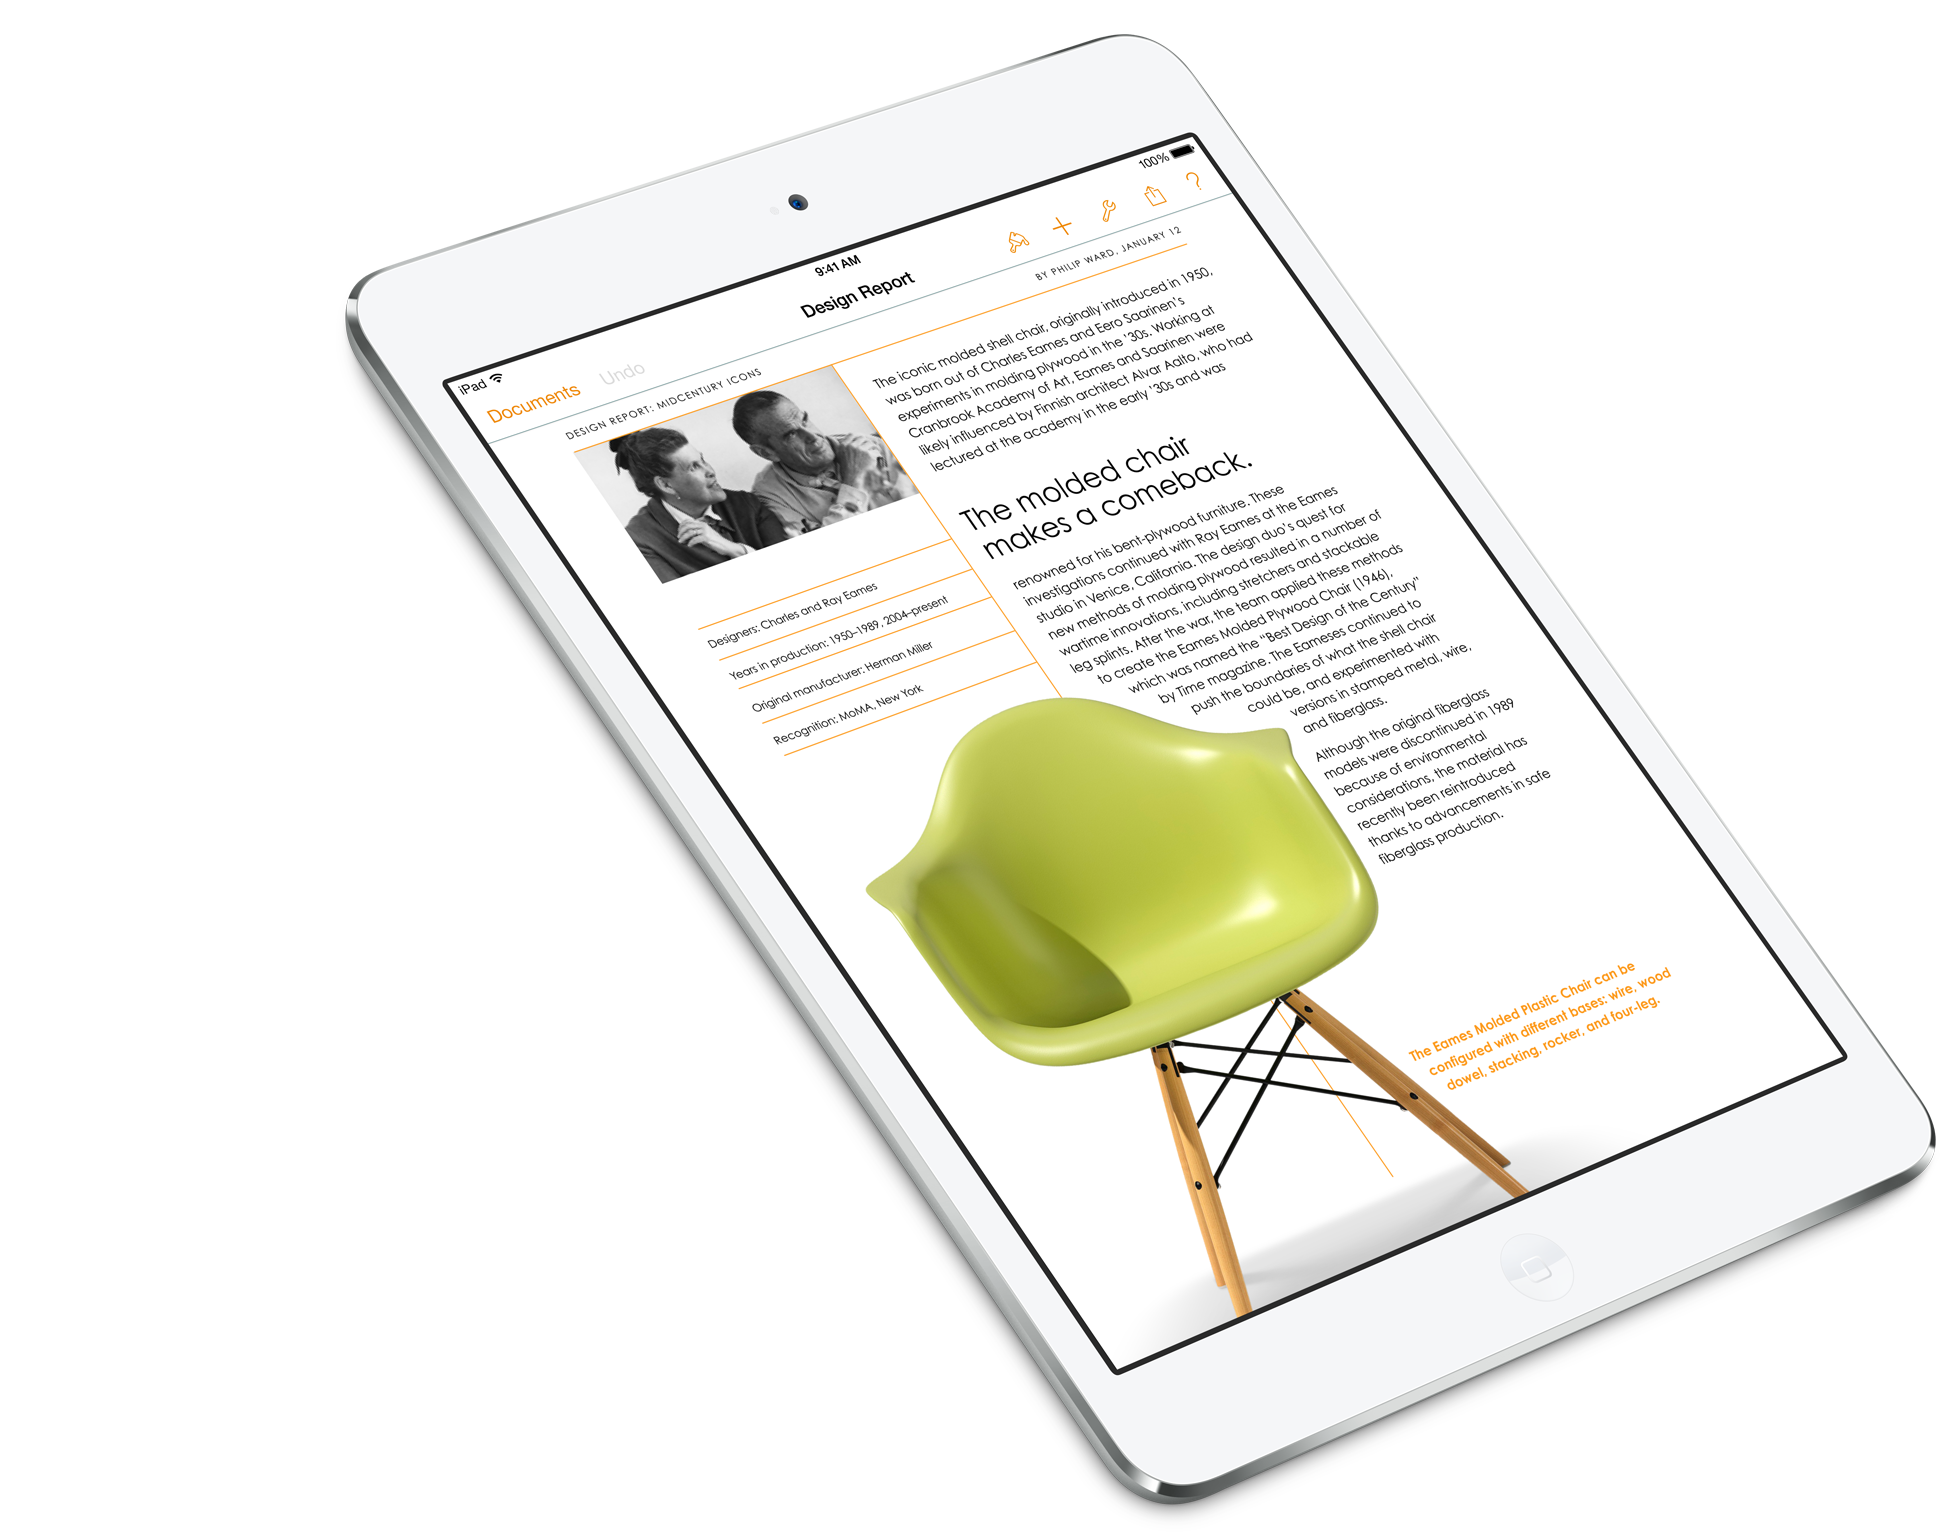 iPad
9:41 AM
100%
Documents
Undo
Design Report
DESIGN REPORT: MIDCENTURY ICONS
BY PHILIP WARD, JANUARY 12
Designers: Charles and Ray Eames
Years in production: 1950–1989, 2004–present
Original manufacturer: Herman Miller
Recognition: MoMA, New York
The iconic molded shell chair, originally introduced in 1950,
was born out of Charles Eames and Eero Saarinen's
experiments in molding plywood in the '30s. Working at
Cranbrook Academy of Art, Eames and Saarinen were
likely influenced by Finnish architect Alvar Aalto, who had
lectured at the academy in the early '30s and was
The molded chair
makes a comeback.
renowned for his bent-plywood furniture. These
investigations continued with Ray Eames at the Eames
studio in Venice, California. The design duo's quest for
new methods of molding plywood resulted in a number of
wartime innovations, including stretchers and stackable
leg splints. After the war, the team applied these methods
to create the Eames Molded Plywood Chair (1946),
which was named the "Best Design of the Century"
by Time magazine. The Eameses continued to
push the boundaries of what the shell chair
could be, and experimented with
versions in stamped metal, wire,
and fiberglass.
Although the original fiberglass
models were discontinued in 1989
because of environmental
considerations, the material has
recently been reintroduced
thanks to advancements in safe
fiberglass production.
The Eames Molded Plastic Chair can be
configured with different bases: wire, wood
dowel, stacking, rocker, and four-leg.